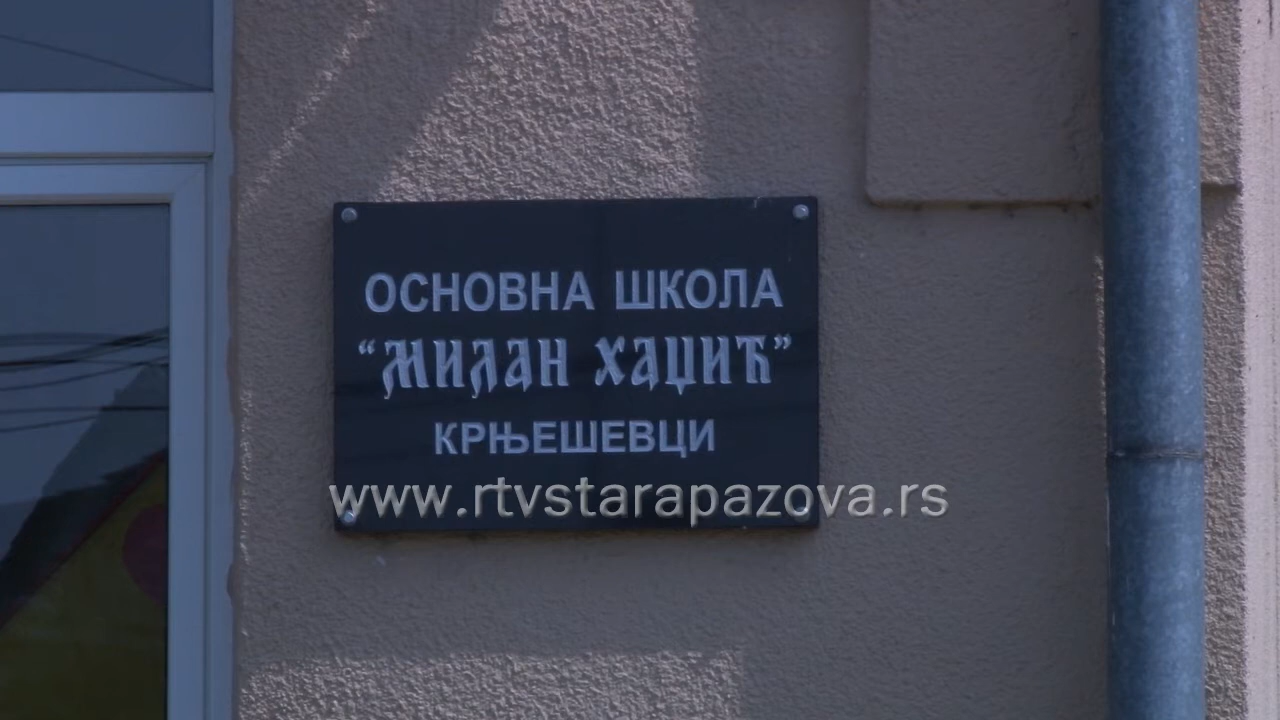 ОСНОВНА ШКОЛА
“МИЛАН ХАЏИЋ”
КРЊЕШЕВЦИ
www.rtvstarapazova.rs